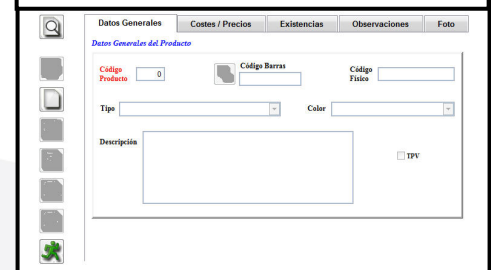 Datos Generales Costes / Precios Existencias Observaciones Foto
Datos Generales del Producto
Código Producto 0 Código Barras Código Físico
Tipo Color
Descripción TPV